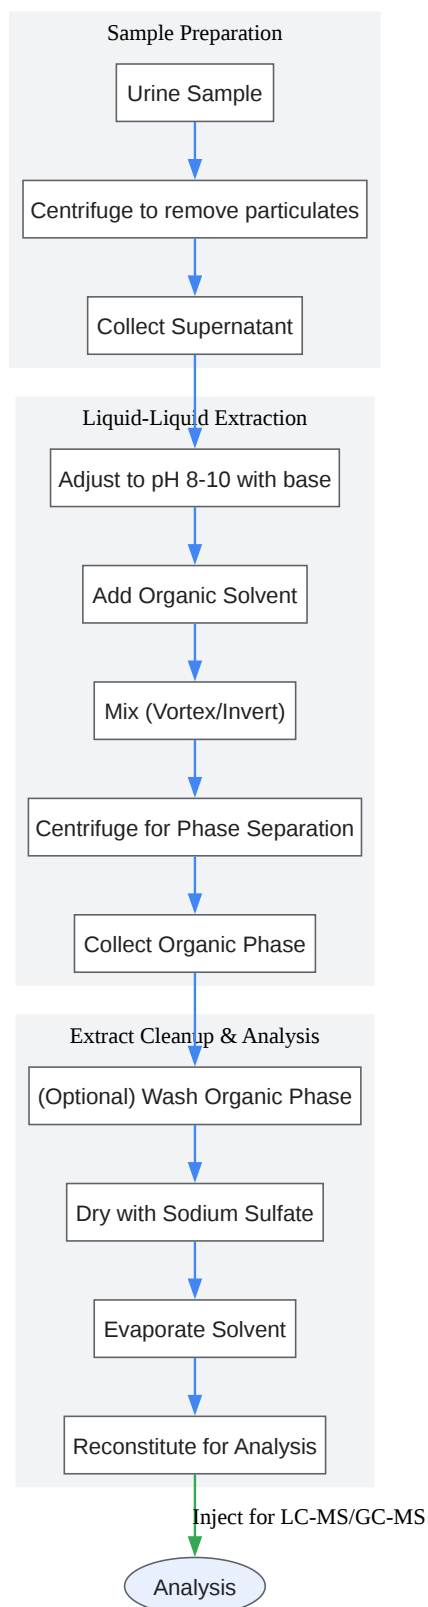 Sample Preparation
Urine Sample
Centrifuge to remove particulates
Collect Supernatant
Liquid-Liquid Extraction
Adjust to pH 8-10 with base
Add Organic Solvent
Mix (Vortex/Invert)
Centrifuge for Phase Separation
Collect Organic Phase
Extract Cleanup & Analysis
(Optional) Wash Organic Phase
Dry with Sodium Sulfate
Evaporate Solvent
Reconstitute for Analysis
Inject for LC-MS/GC-MS
Analysis